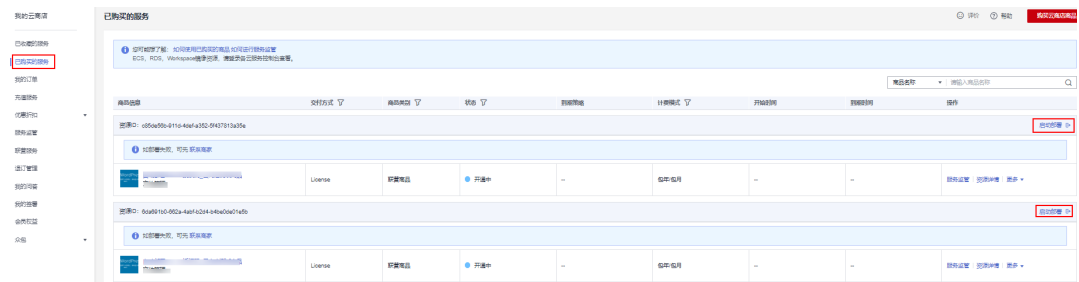 我的云商店
已收藏的服务
已购买的服务
我的订单
充值服务
优惠折扣
服务监管
联营服务
退订管理
我的问答
我的签署
会员权益
众包
已购买的服务
评价
帮助
购买云商店商品
您可能想了解： 如何使用已购买的商品 如何进行服务监管
ECS、RDS、Workspace镜像资源，请登录各云服务控制台查看。
商品名称
请输入商品名称
商品信息 交付方式 商品类别 状态 到期策略 计费模式 开始时间 到期时间 操作
资源ID: c85de56b-911d-4def-a352-5f437813a35e
启动部署
如部署失败，可先 联系商家
License 联营商品 开通中 -- 包年/包月 -- -- 服务监管 资源详情 更多
资源ID: 6da691b0-662a-4abf-b2d4-b4be0de01e5b
启动部署
如部署失败，可先 联系商家
License 联营商品 开通中 -- 包年/包月 -- -- 服务监管 资源详情 更多